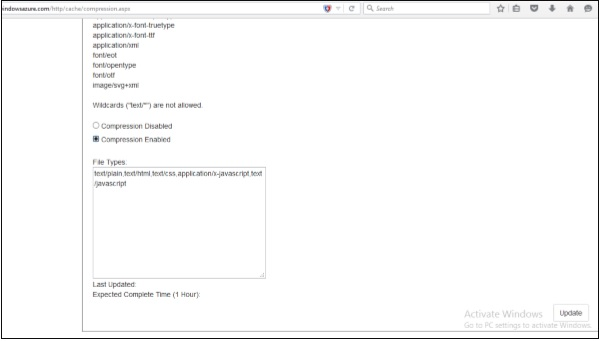 indowsazure.com/http/cache/compression.aspx
Search
application/x-font-truetype
application/x-font-ttf
application/xml
font/eot
font/opentype
font/otf
image/svg+xml
Wildcards ("text/*") are not allowed.
Compression Disabled
Compression Enabled
File Types:
text/plain,text/html,text/css,application/x-javascript,text
/javascript
Last Updated:
Expected Complete Time (1 Hour):
Activate Windows
Update
Go to PC settings to activate Windows.